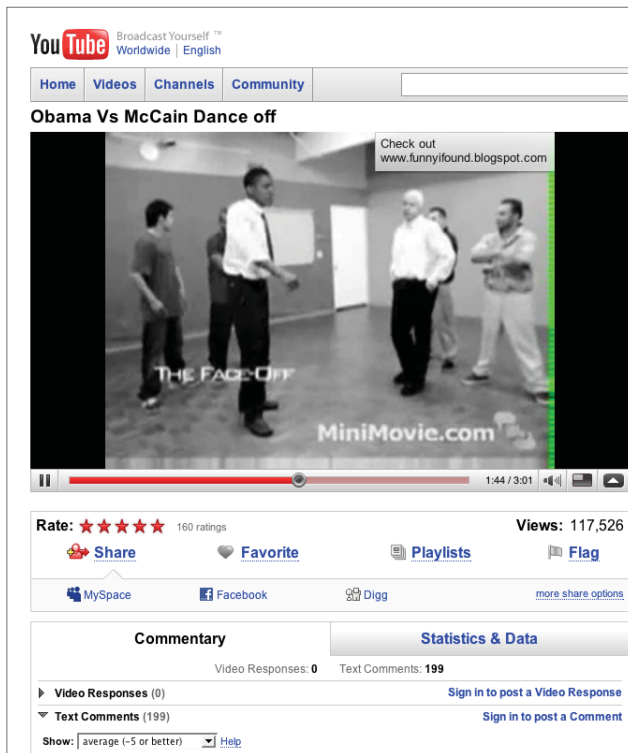 You Tube Broadcast Yourself ™
Worldwide | English
Home Videos Channels Community
Obama Vs McCain Dance off
Check out
www.funnyifound.blogspot.com
THE FACE-OFF
MiniMovie.com
1:44 / 3:01
Rate: 160 ratings Views: 117,526
Share Favorite Playlists Flag
MySpace Facebook Digg more share options
Commentary Statistics & Data
Video Responses: 0 Text Comments: 199
Video Responses (0) Sign in to post a Video Response
Text Comments (199) Sign in to post a Comment
Show: average (-5 or better) Help